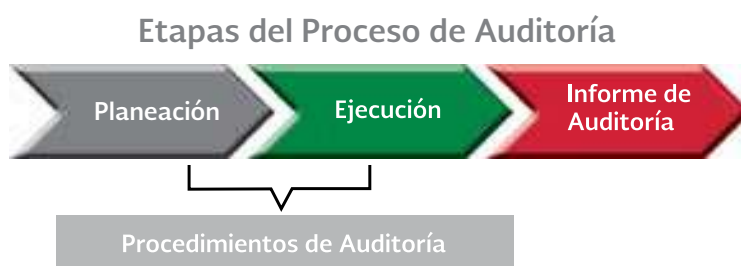 Etapas del Proceso de Auditoría
Planeación
Ejecución
Informe de
Auditoría
Procedimientos de Auditoría